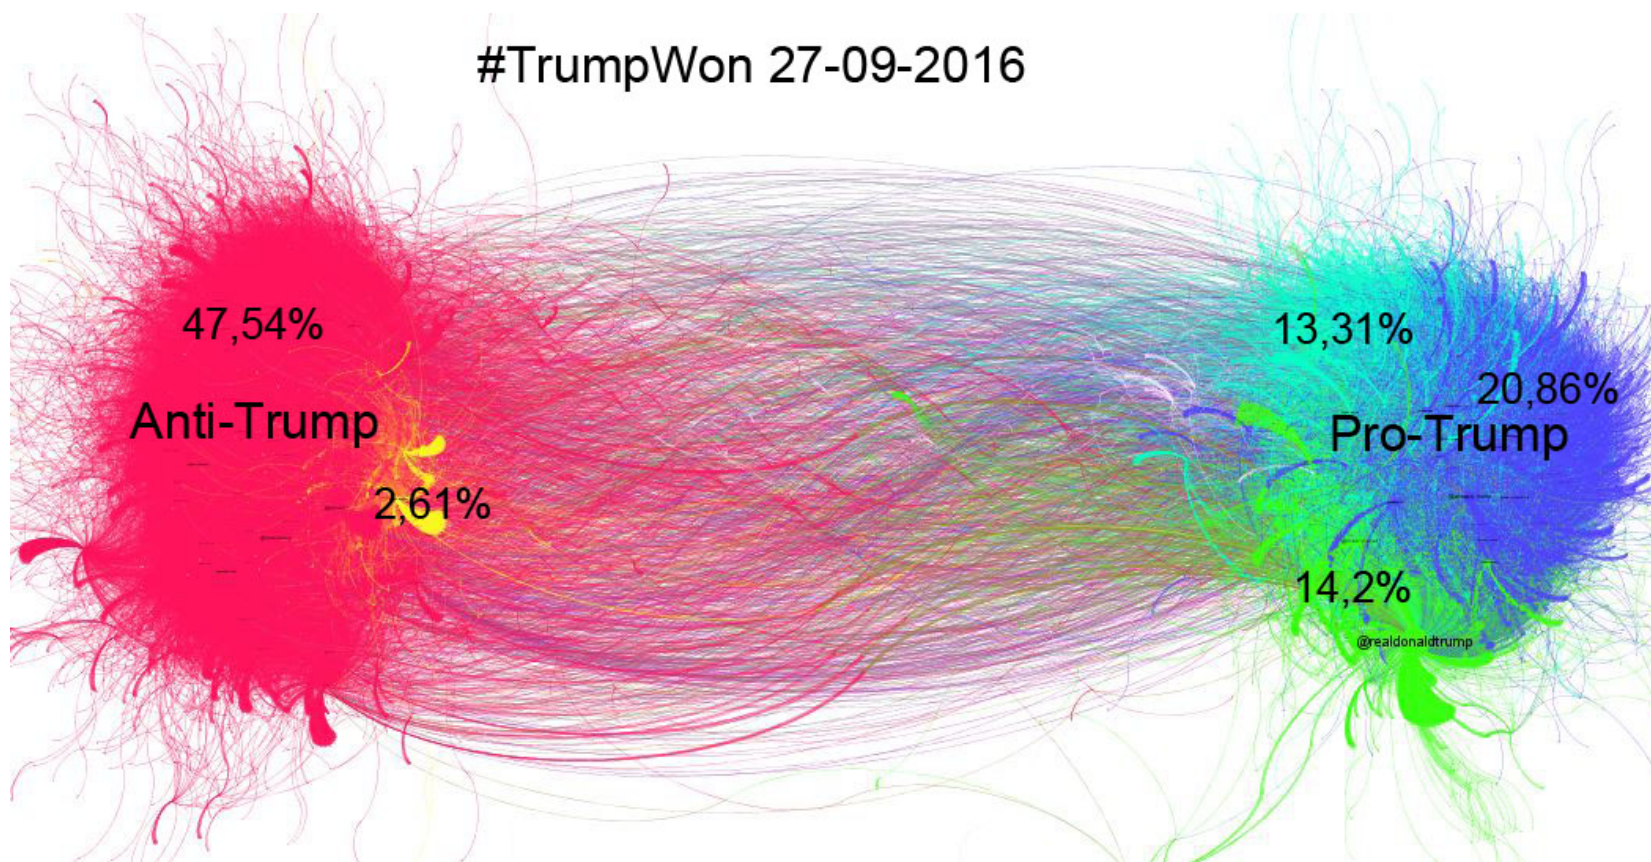 #TrumpWon 27-09-2016
47,54%
Anti-Trump
2,61%
13,31%
20,86%
Pro-Trump
14,2%
@realdonaldtrump